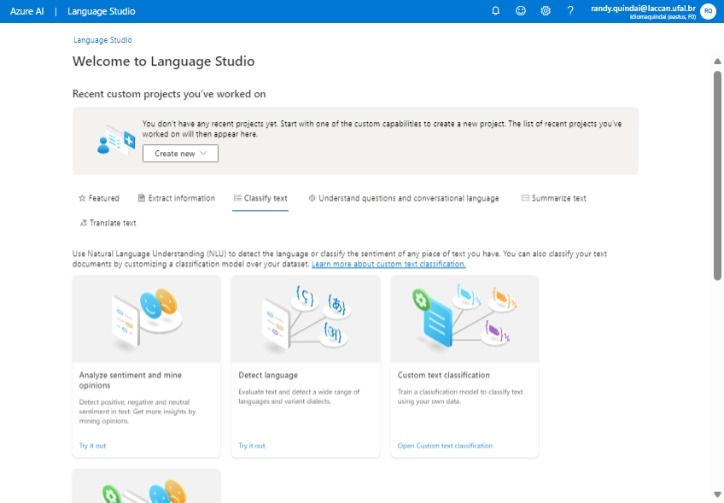 Azure AI | Language Studio
randy.quindai@laccan.ufal.br
idiomaquindai (eastus, F0)
RQ
Language Studio
Welcome to Language Studio
Recent custom projects you've worked on
You don't have any recent projects yet. Start with one of the custom capabilities to create a new project. The list of recent projects you've
worked on will then appear here.
Create new
Featured
Extract information
Classify text
Understand questions and conversational language
Summarize text
Translate text
Use Natural Language Understanding (NLU) to detect the language or classify the sentiment of any piece of text you have. You can also classify your text
documents by customizing a classification model over your dataset. Learn more about custom text classification.
Analyze sentiment and mine
opinions
Detect positive, negative and neutral
sentiment in text. Get more insights by
mining opinions.
Try it out
Detect language
Evaluate text and detect a wide range of
languages and variant dialects.
Try it out
Custom text classification
Train a classification model to classify text
using your own data.
Open Custom text classification